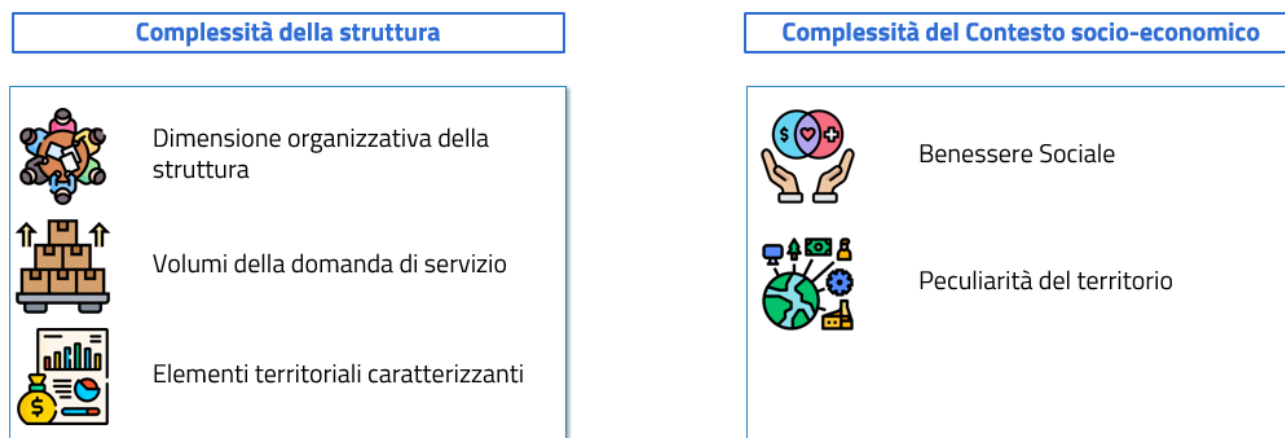 Complessità della struttura
Dimensione organizzativa della
struttura
Volumi della domanda di servizio
Elementi territoriali caratterizzanti
Complessità del Contesto socio-economico
Benessere Sociale
Peculiarità del territorio